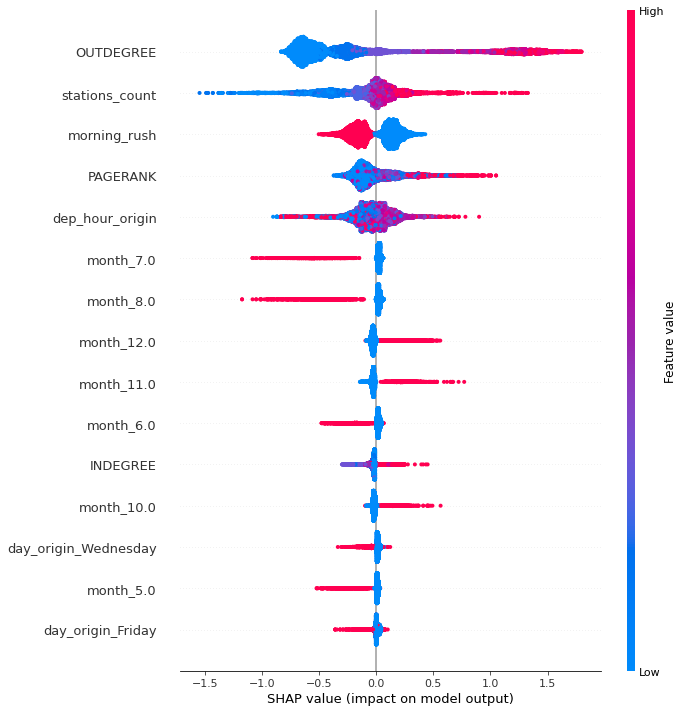 High
OUTDEGREE
stations_count
morning_rush
PAGERANK
dep_hour_origin
month_7.0
month_8.0
month_12.0
month_11.0
month_6.0
INDEGREE
month_10.0
day_origin_Wednesday
month_5.0
day_origin_Friday
Feature value
Low
−1.5 −1.0 −0.5 0.0 0.5 1.0 1.5
SHAP value (impact on model output)